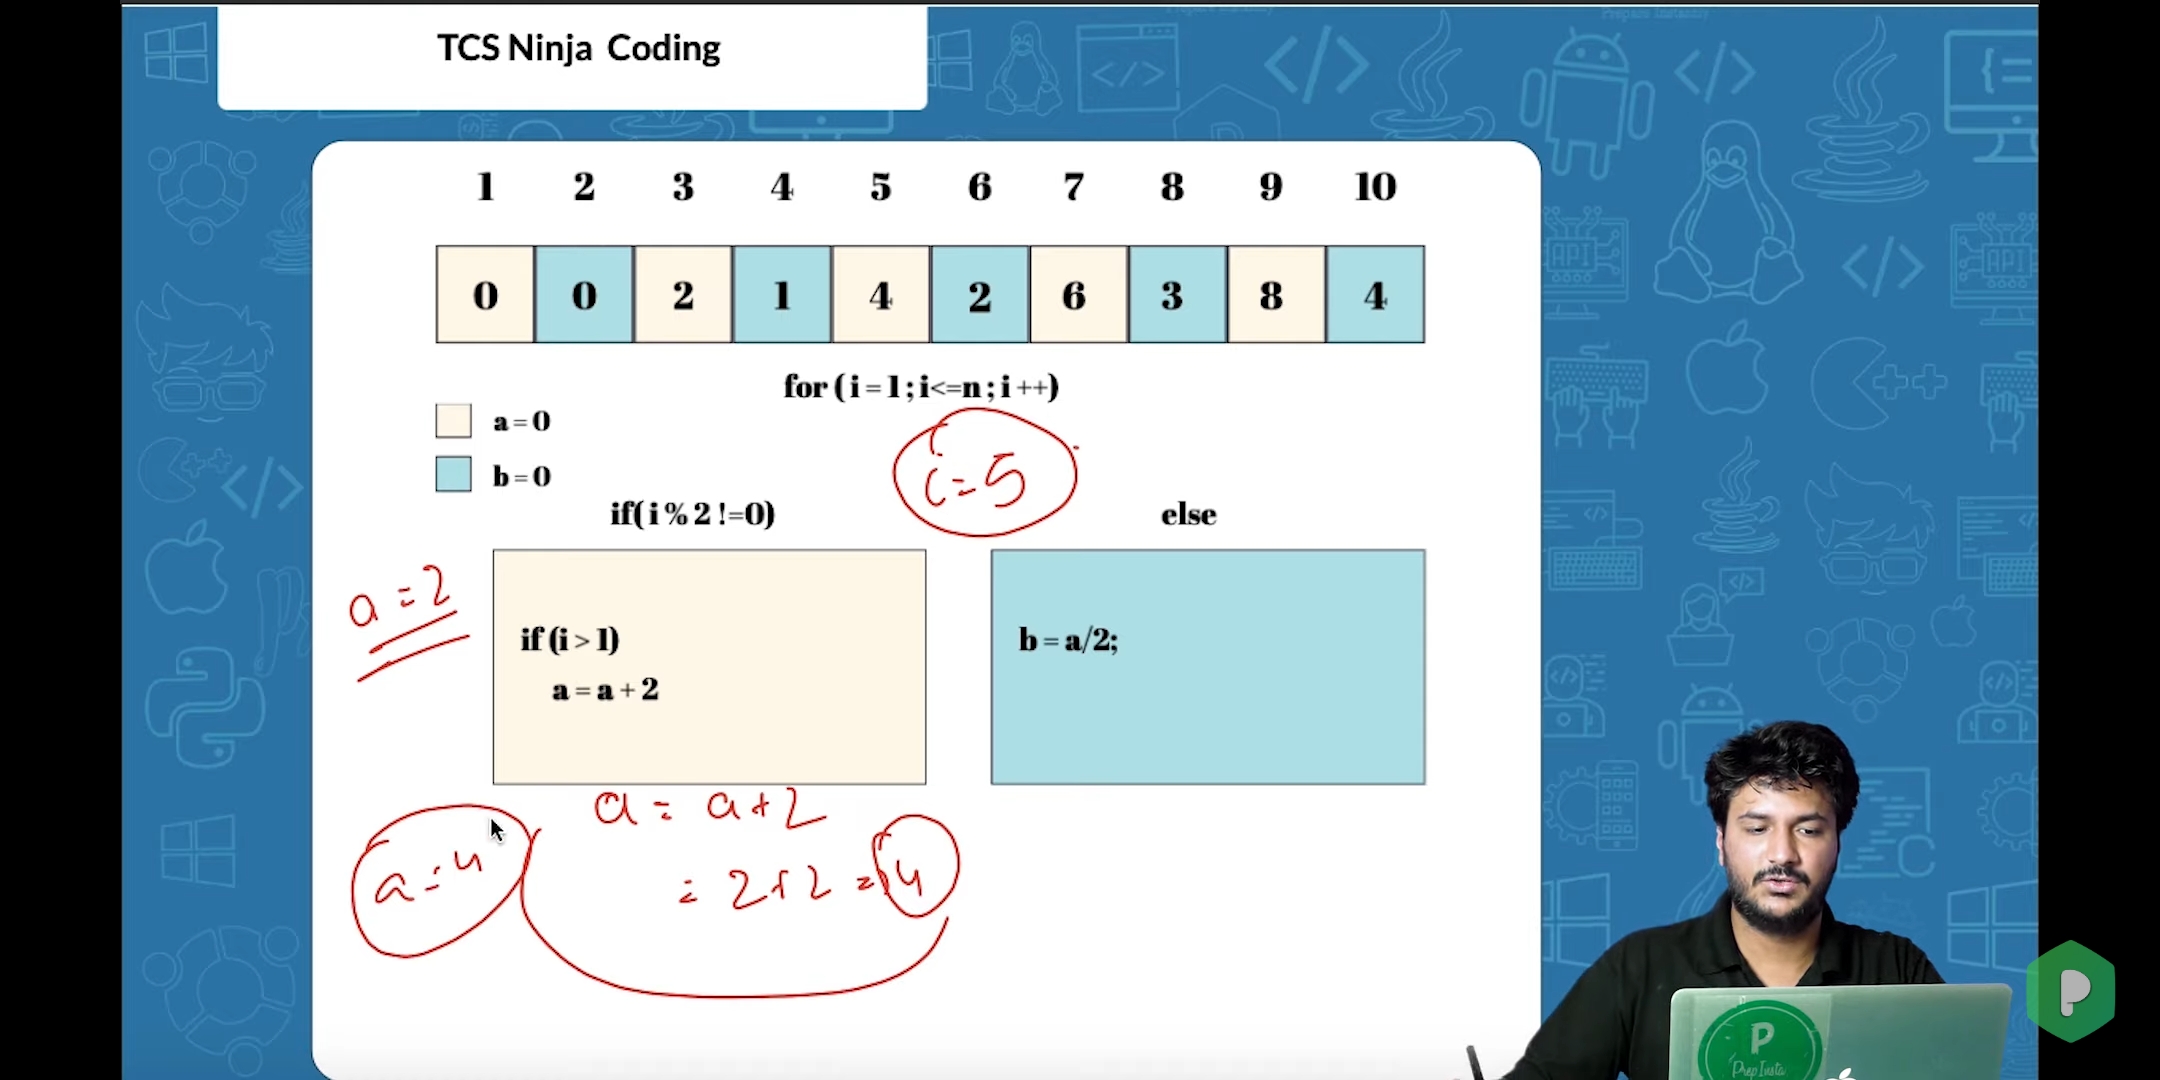 TCS Ninja Coding
1 2 3 4 5 6 7 8 9 10
0 0 2 1 4 2 6 3 8 4
for (i = 1; i<=n; i ++)
a = 0
i = 5
b = 0
if( i % 2 != 0)
else
a = 2
if (i > 1)
a = a + 2
b = a/2;
a = a + 2
a = 4
= 2 + 2 = 4
P
P
PrepInsta